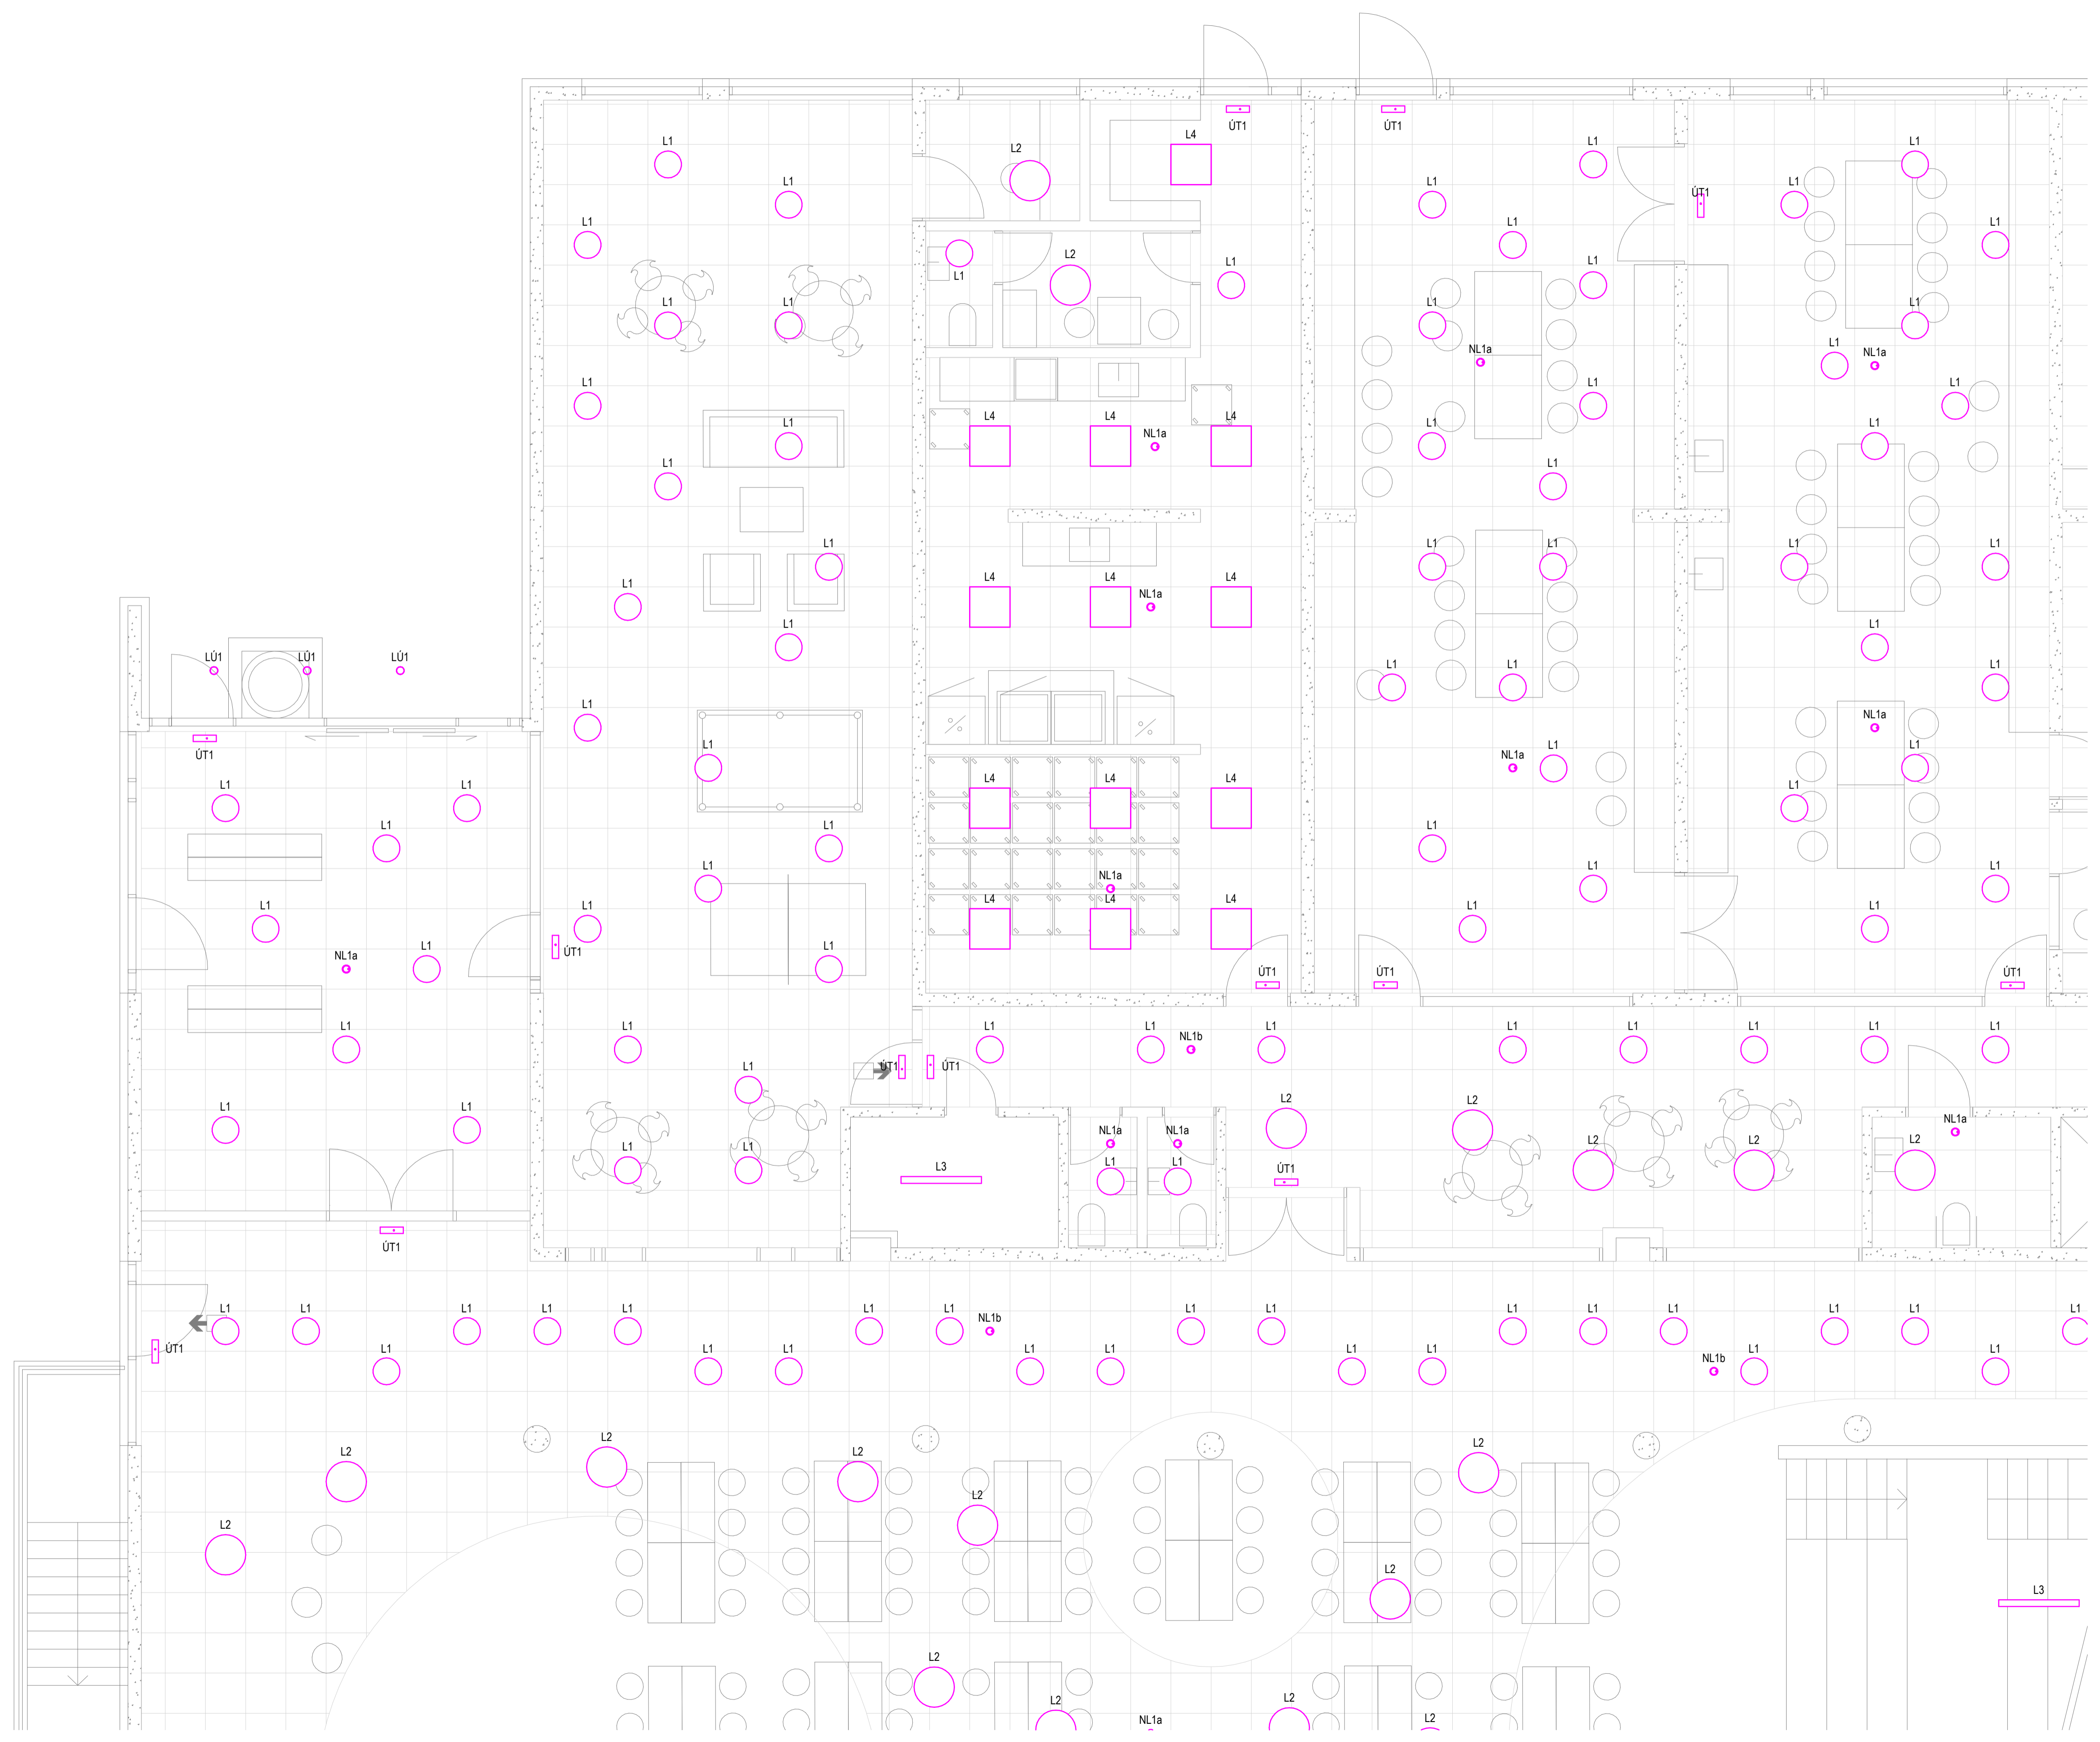 ÚT1 ÚT1
L4
L1 L2 L1 L1
L1 L1 ÚT1 L1
L1 L1 L1
L2 L1 L1 L1
L1 L1 L1 L1
NL1a NL1a L1
L1 L1 L1
L1 L4 L4 NL1a L4 L1 L1
L1 L1
L1 L4 L4 L4 L1 L1 L1 L1
L1 NL1a
L1 L1
LÚ1 LÚ1 LÚ1 L1 L1 L1
L1 NL1a
ÚT1 L1 NL1a L1 L1
L1 L1 L4 L4 L4 L1
L1 L1 L1
L1 NL1a L1 L1
L1 L1 L4 L4 L4 L1 L1
NL1a L1 ÚT1 L1
ÚT1 ÚT1 ÚT1
L1 L1 L1 L1 NL1b L1 L1 L1 L1 L1 L1
ÚT1 ÚT1
L1
L1 L1 L2 L2
NL1a NL1a NL1a
L1 L1 L3 L1 L1 ÚT1 L2 L2 L2
ÚT1
L1 L1 L1 L1 L1 L1 L1 NL1b L1 L1 L1 L1 L1 L1 L1 L1
ÚT1 L1 L1 L1 L1 L1 L1 L1 NL1b L1 L1
L2 L2 L2 L2
L2
L2
L2
L3
L2
L2 L2
NL1a L2